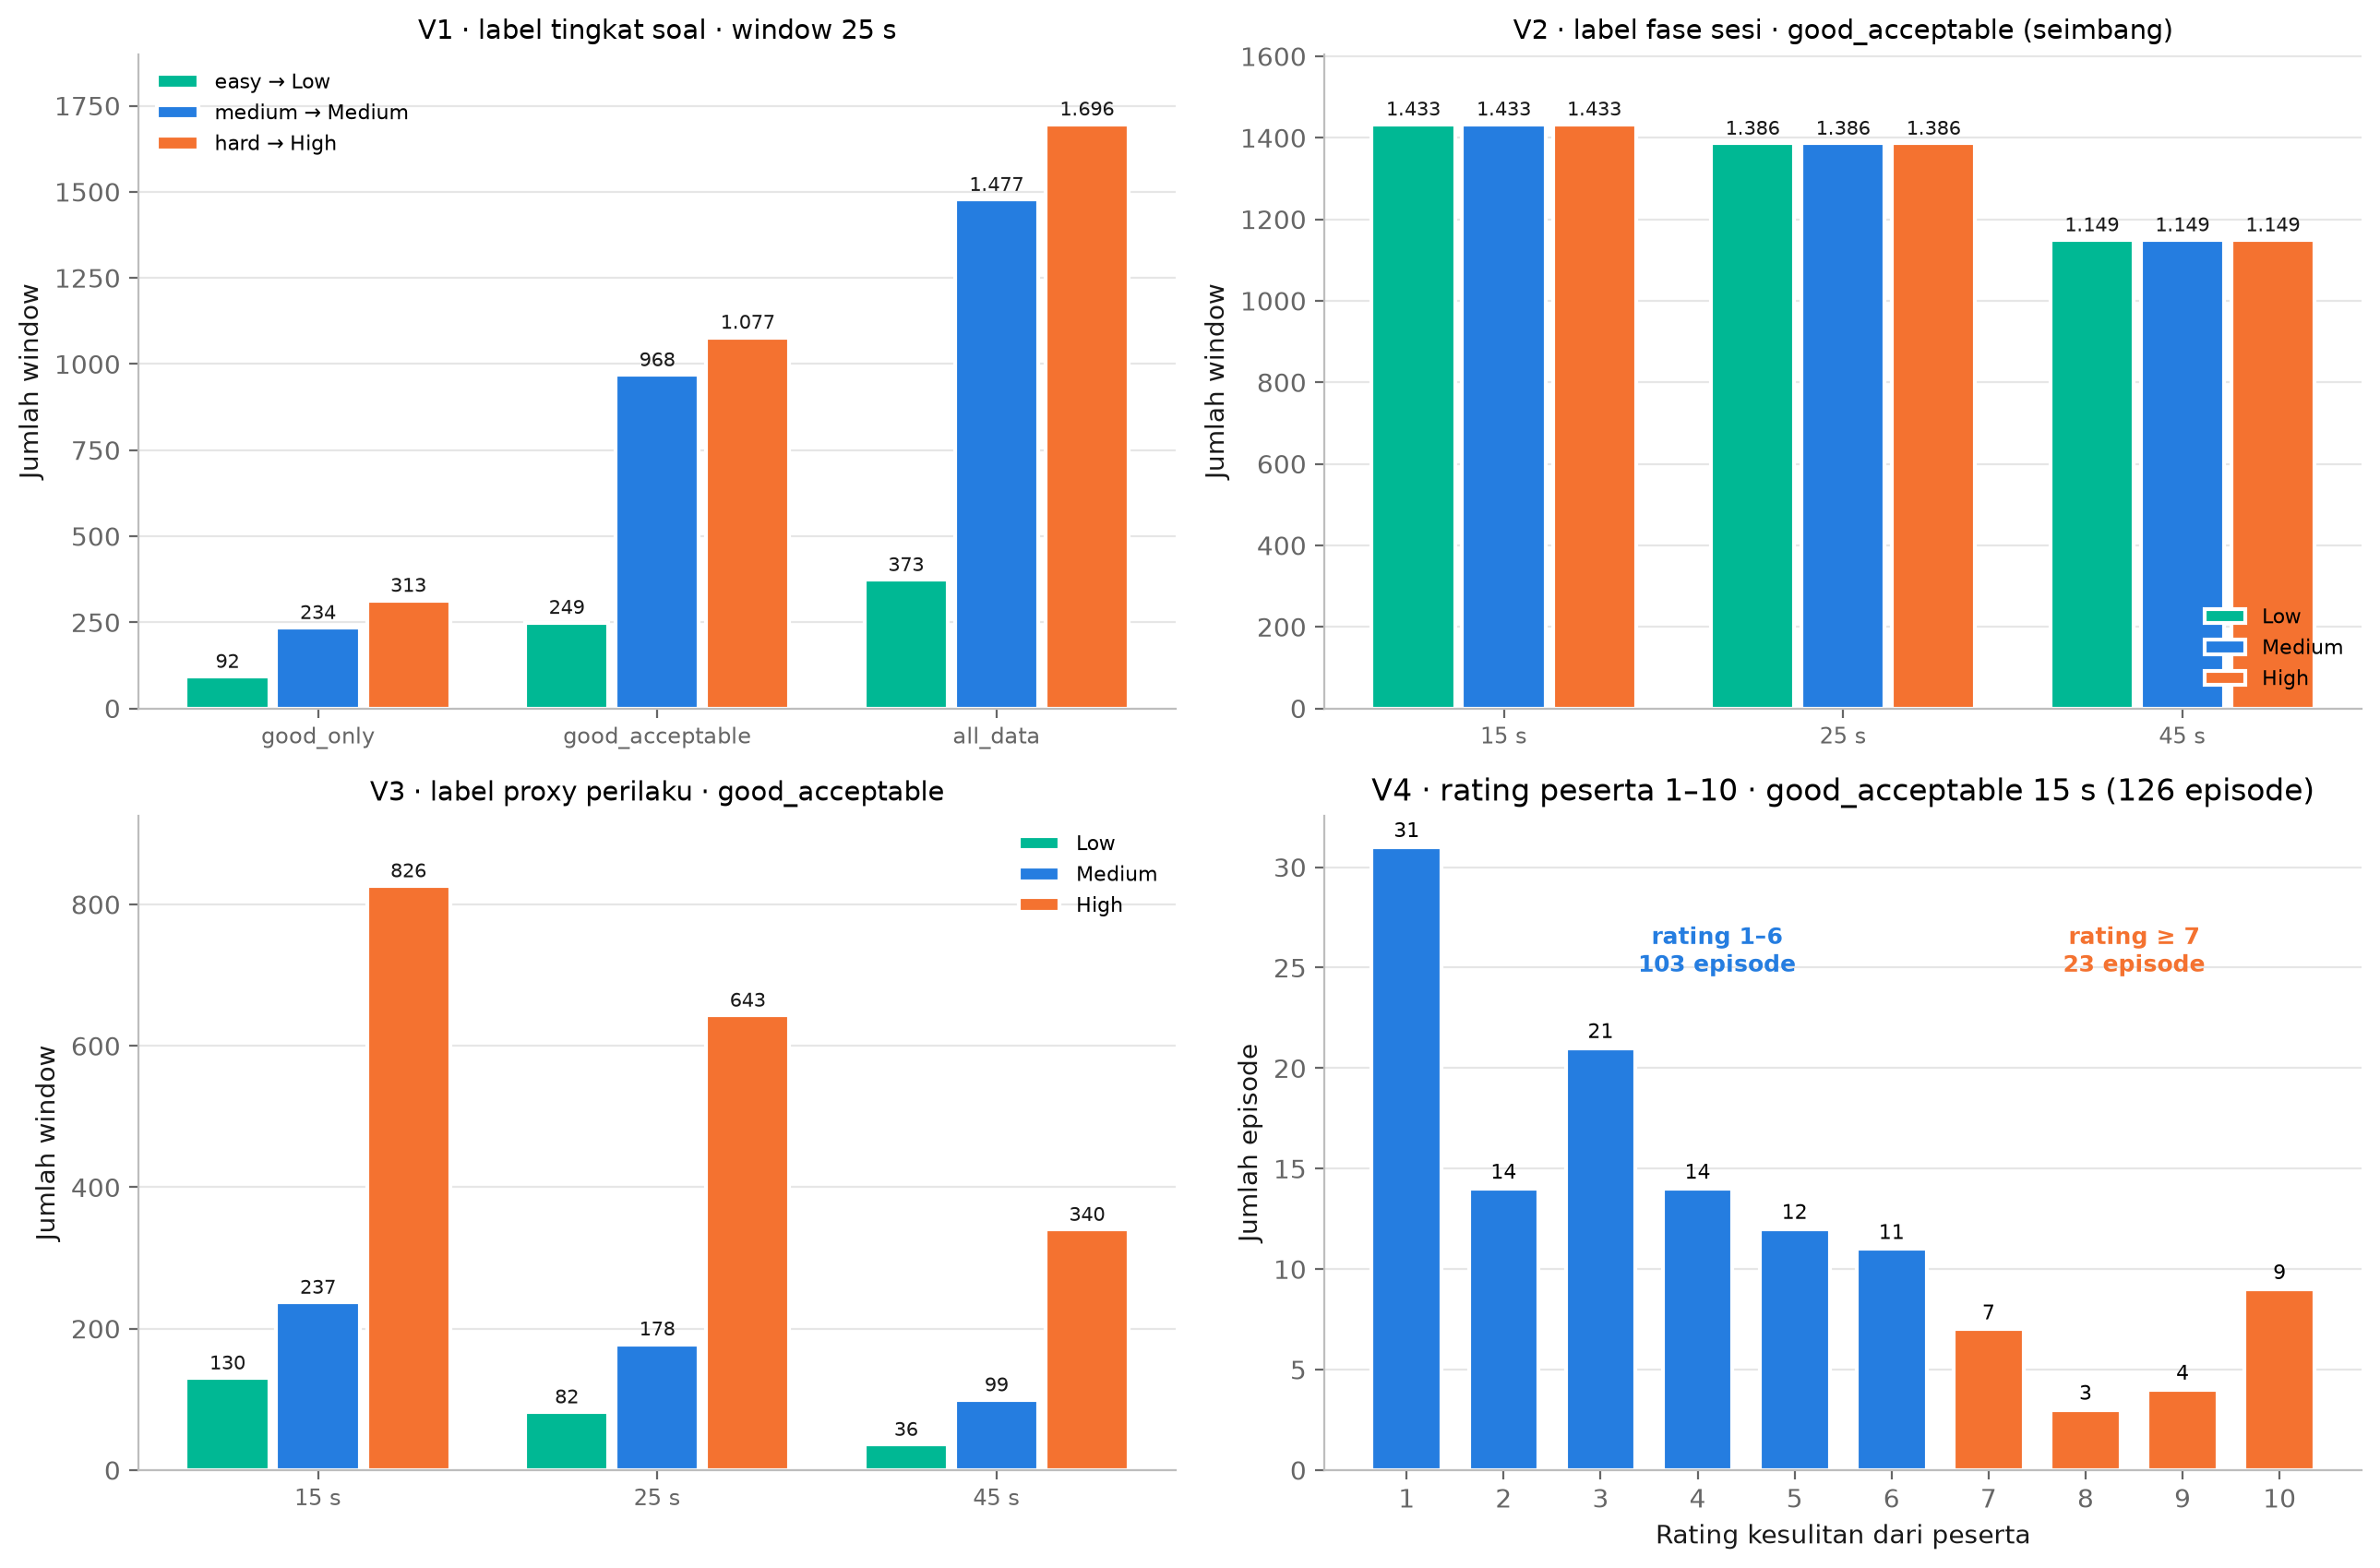 V1 · label tingkat soal · window 25 s
easy → Low
medium → Medium
hard → High
Jumlah window
1750
1500
1250
1000
750
500
250
0
92
234
313
249
968
1.077
373
1.477
1.696
good_only
good_acceptable
all_data
V2 · label fase sesi · good_acceptable (seimbang)
Jumlah window
1600
1400
1200
1000
800
600
400
200
0
1.433
1.433
1.433
1.386
1.386
1.386
1.149
1.149
1.149
Low
Medium
High
15 s
25 s
45 s
V3 · label proxy perilaku · good_acceptable
Low
Medium
High
Jumlah window
800
600
400
200
0
130
237
826
82
178
643
36
99
340
15 s
25 s
45 s
V4 · rating peserta 1–10 · good_acceptable 15 s (126 episode)
rating 1–6
103 episode
rating ≥ 7
23 episode
Jumlah episode
30
25
20
15
10
5
0
31
14
21
14
12
11
7
3
4
9
1
2
3
4
5
6
7
8
9
10
Rating kesulitan dari peserta